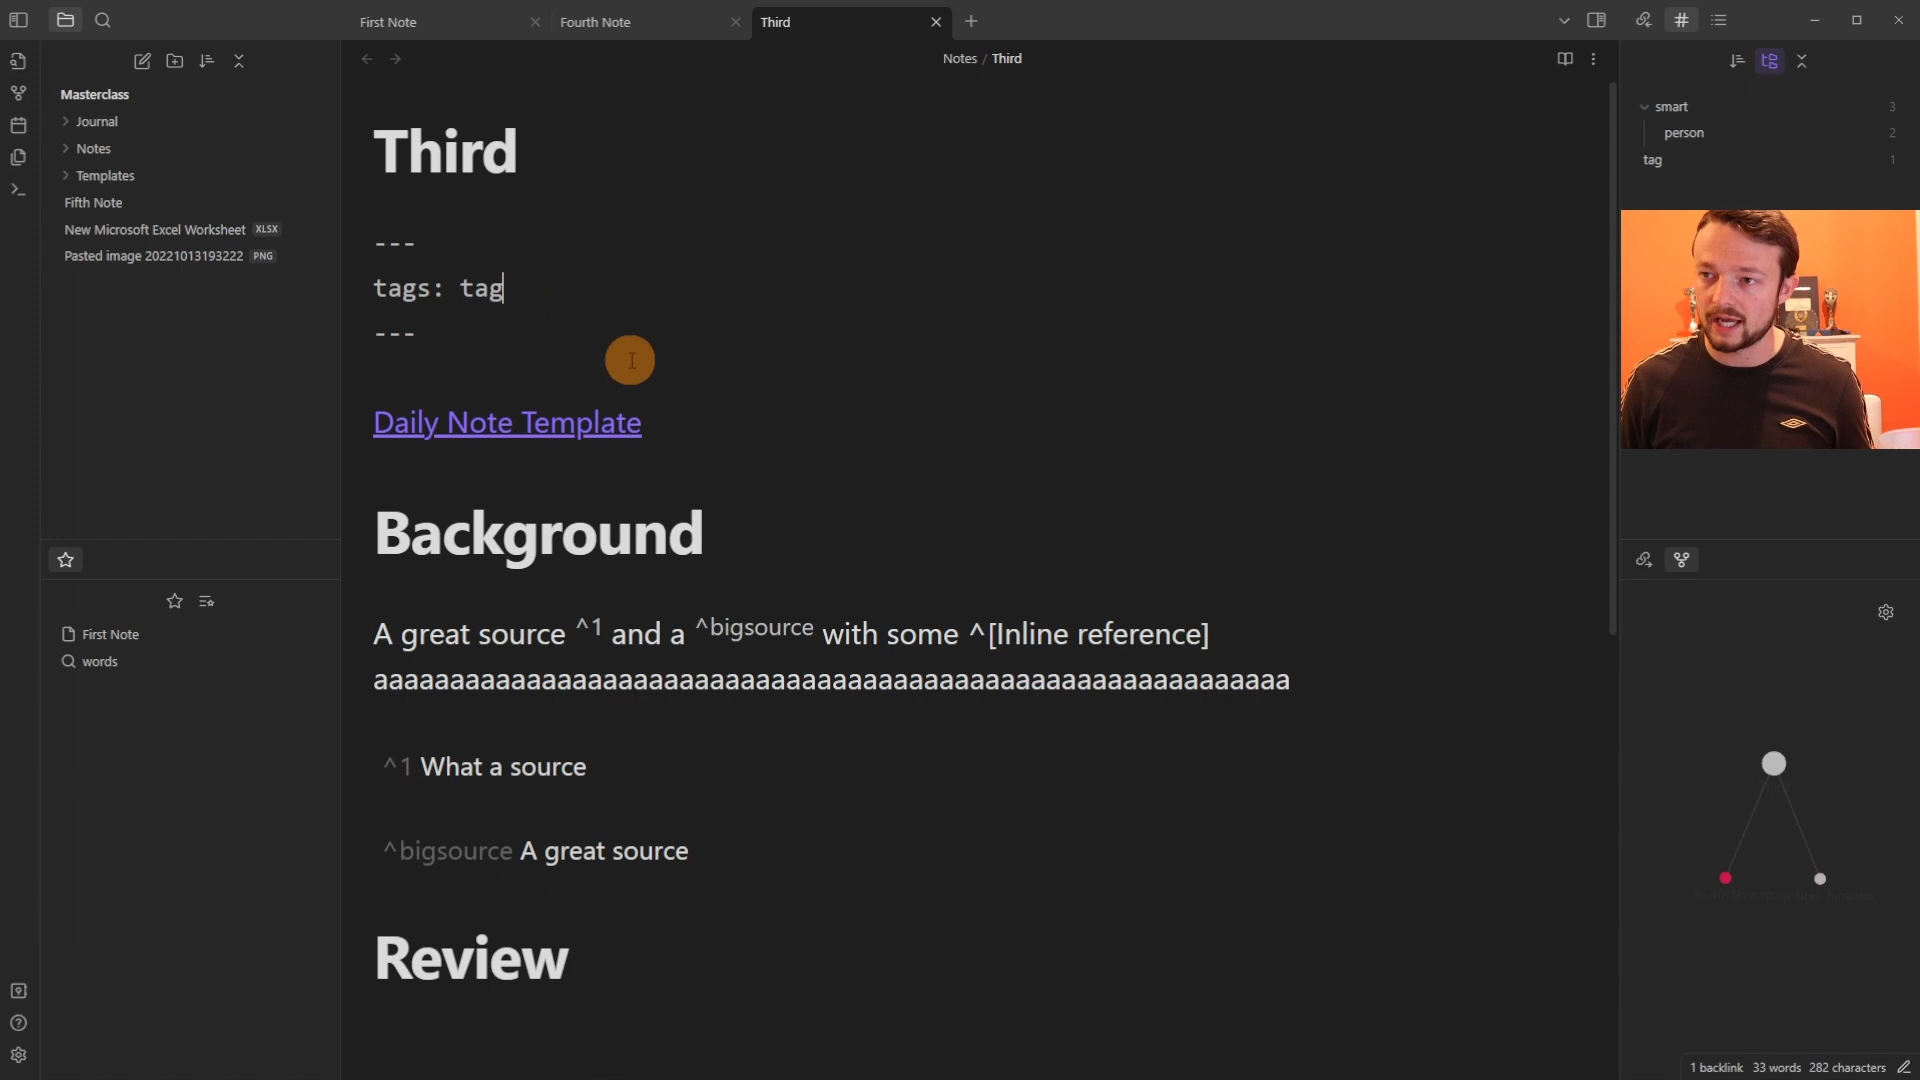 First Note
Fourth Note
Third
Notes / Third
Masterclass
Journal
Notes
Templates
Fifth Note
New Microsoft Excel Worksheet XLSX
Pasted image 20221013193222 PNG
First Note
words
Third
---
tags: tag
---
Daily Note Template
Background
A great source ^1 and a ^bigsource with some ^[Inline reference]
aaaaaaaaaaaaaaaaaaaaaaaaaaaaaaaaaaaaaaaaaaaaaaaaaaaaaaaaaaaa
^1 What a source
^bigsource A great source
Review
smart 3
person 2
tag 1
1 backlink 33 words 282 characters